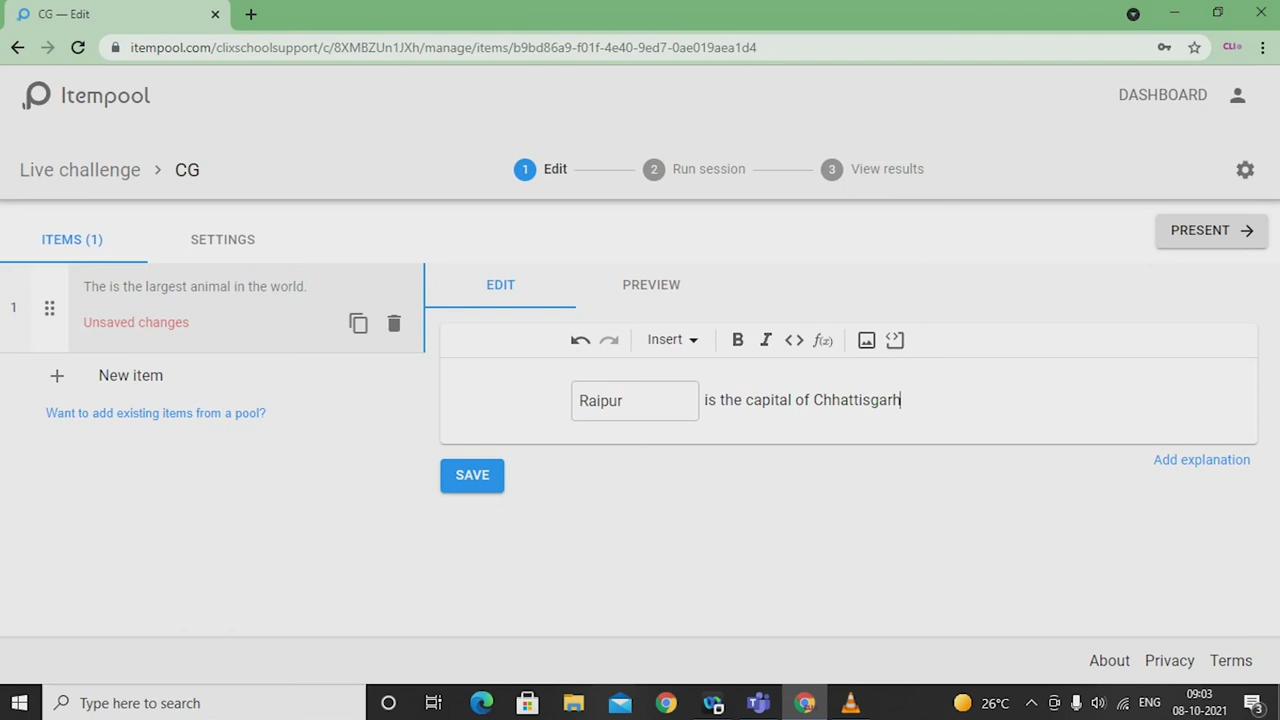 CG — Edit
itempool.com/clixschoolsupport/c/8XMBZUn1JXh/manage/items/b9bd86a9-f01f-4e40-9ed7-0ae019aea1d4
CLI
Itempool
DASHBOARD
Live challenge > CG
1 Edit
2 Run session
3 View results
ITEMS (1)
SETTINGS
PRESENT →
1
The is the largest animal in the world.
Unsaved changes
EDIT
PREVIEW
Insert
B I <> f(x)
+ New item
Raipur is the capital of Chhattisgarh
Want to add existing items from a pool?
Add explanation
SAVE
About
Privacy
Terms
Type here to search
26°C
ENG
09:03
08-10-2021
3